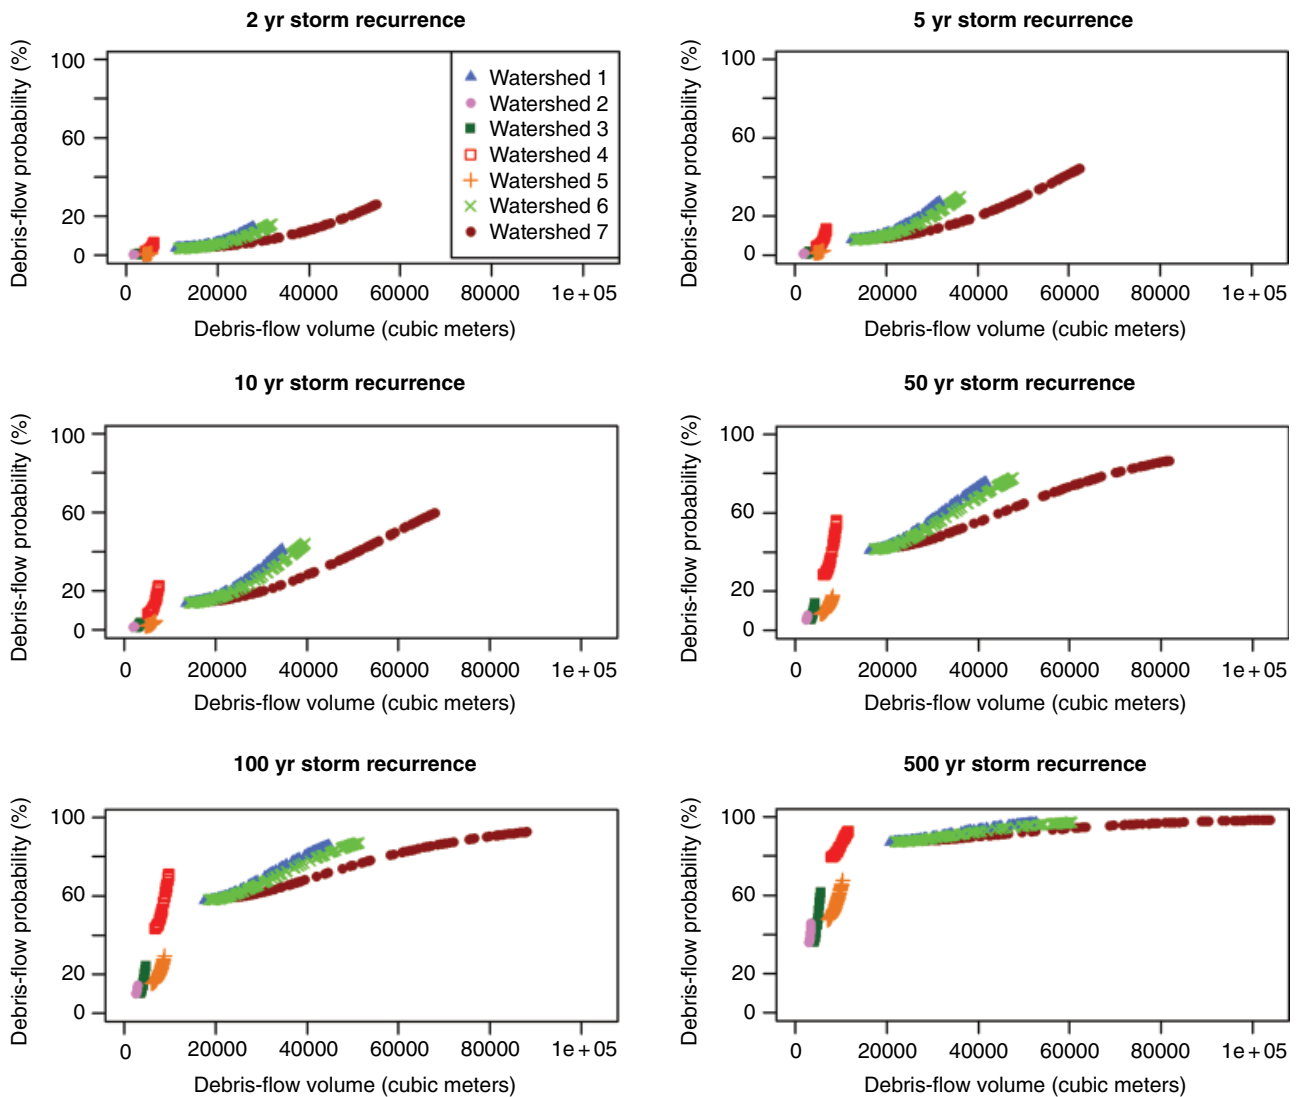 2 yr storm recurrence
Debris-flow probability (%)
100
60
20
0
Watershed 1
Watershed 2
Watershed 3
Watershed 4
Watershed 5
Watershed 6
Watershed 7
0 20000 40000 60000 80000 1e+05
Debris-flow volume (cubic meters)
5 yr storm recurrence
Debris-flow probability (%)
100
60
20
0
0 20000 40000 60000 80000 1e+05
Debris-flow volume (cubic meters)
10 yr storm recurrence
Debris-flow probability (%)
100
60
20
0
0 20000 40000 60000 80000 1e+05
Debris-flow volume (cubic meters)
50 yr storm recurrence
Debris-flow probability (%)
100
60
20
0
0 20000 40000 60000 80000 1e+05
Debris-flow volume (cubic meters)
100 yr storm recurrence
Debris-flow probability (%)
100
60
20
0
0 20000 40000 60000 80000 1e+05
Debris-flow volume (cubic meters)
500 yr storm recurrence
Debris-flow probability (%)
100
60
20
0
0 20000 40000 60000 80000 1e+05
Debris-flow volume (cubic meters)